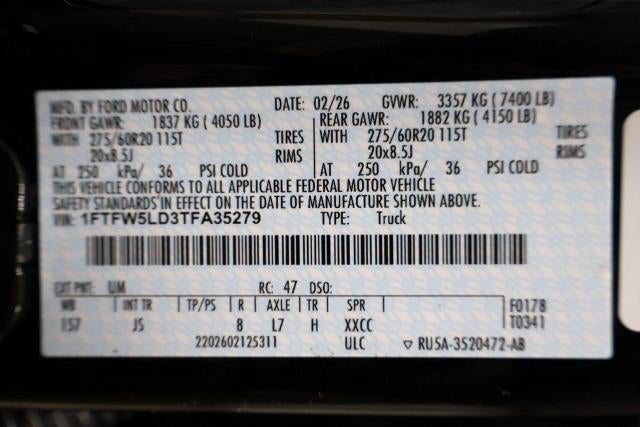 MFD. BY FORD MOTOR CO. DATE: 02/26 GVWR: 3357 KG ( 7400 LB)
FRONT GAWR: 1837 KG ( 4050 LB) REAR GAWR: 1882 KG ( 4150 LB)
WITH 275/60R20 115T TIRES WITH 275/60R20 115T TIRES
20x8.5J RIMS 20x8.5J RIMS
AT 250 kPa/ 36 PSI COLD AT 250 kPa/ 36 PSI COLD
THIS VEHICLE CONFORMS TO ALL APPLICABLE FEDERAL MOTOR VEHICLE
SAFETY STANDARDS IN EFFECT ON THE DATE OF MANUFACTURE SHOWN ABOVE.
VIN: 1FTFW5LD3TFA35279 TYPE: Truck
EXT PNT: UM RC: 47 DSO:
WB INT TR TP/PS R AXLE TR SPR F0178
157 JS 8 L7 H XXCC T0341
2202602125311 ULC ▽ RU5A-3520472-AB